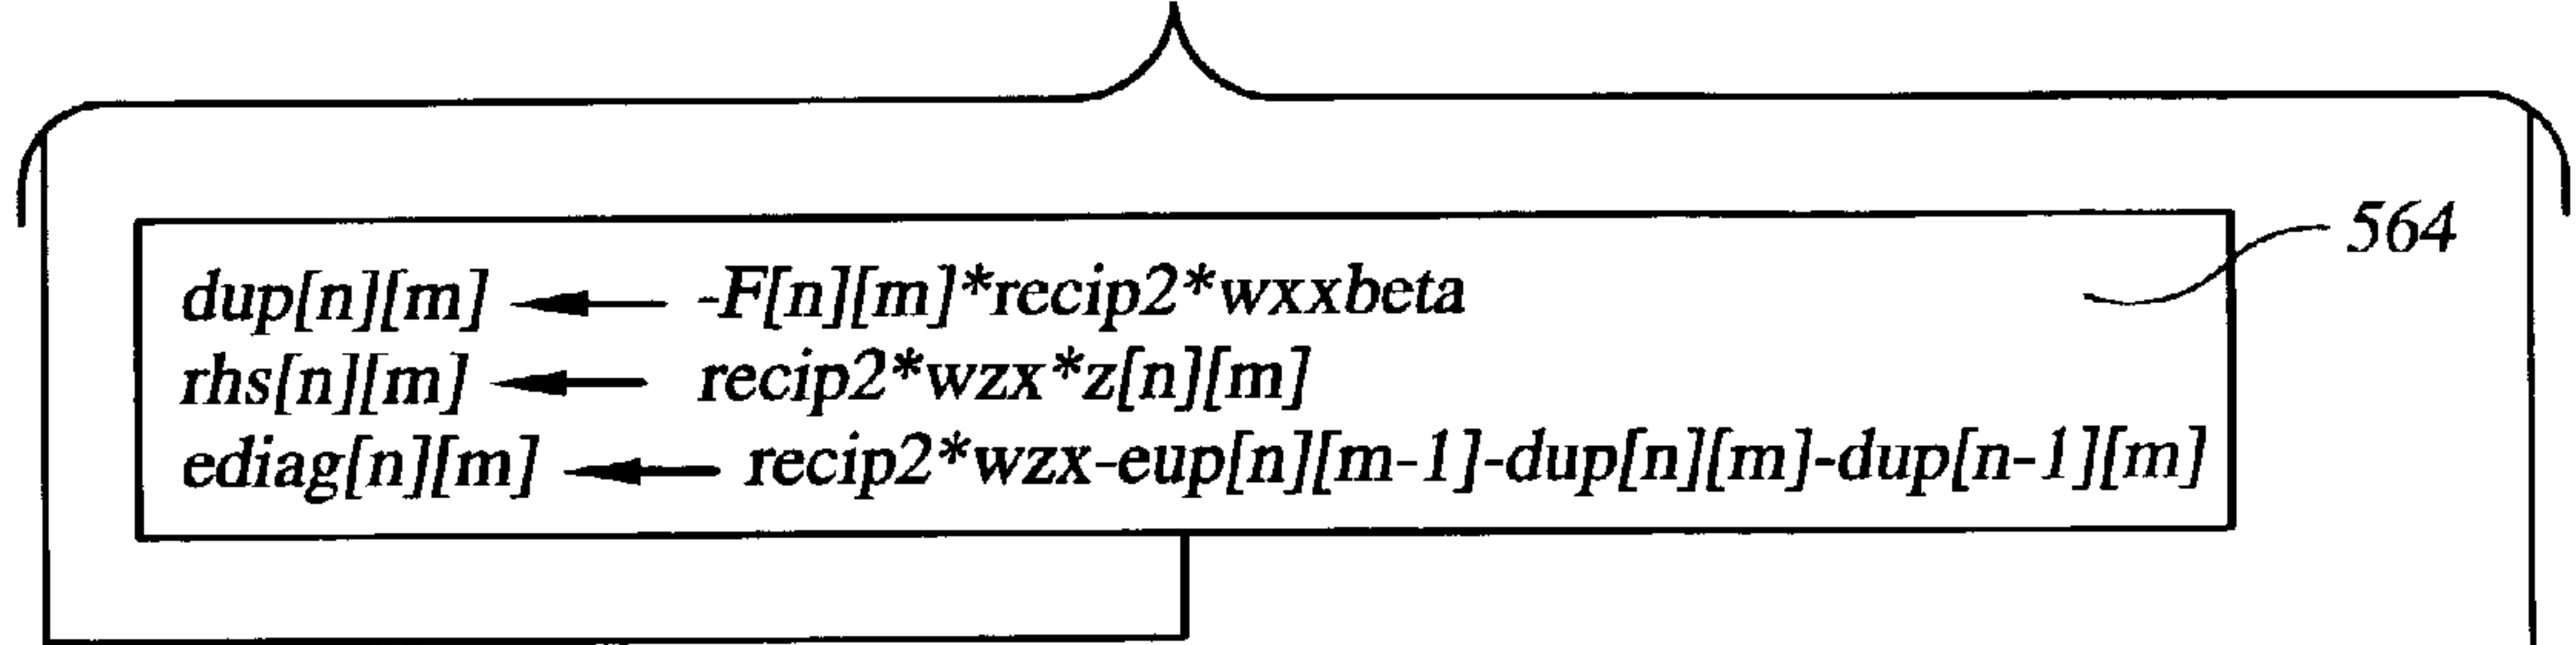 564
dup[n][m] ← -F[n][m]*recip2*wxxbeta
rhs[n][m] ← recip2*wzx*z[n][m]
ediag[n][m] ← recip2*wzx-eup[n][m-1]-dup[n][m]-dup[n-1][m]